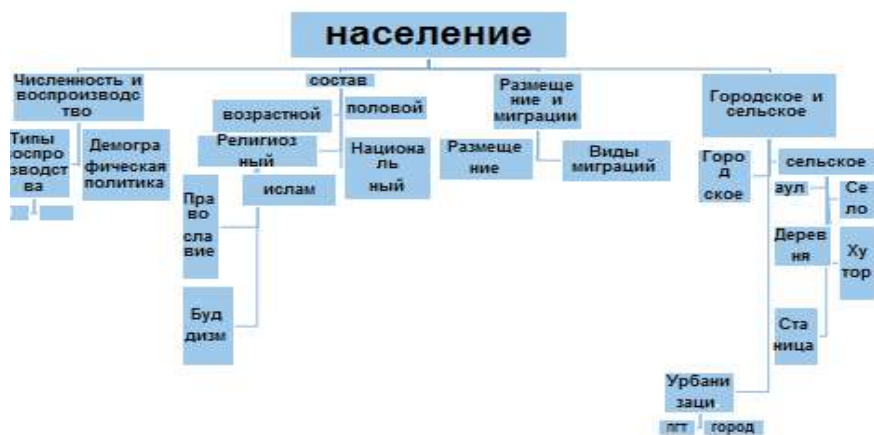 население
Численность и
воспроизводс
тво
состав
Размеще
ние и
миграции
Городское и
сельское
возрастной
половой
Религиоз
ный
Национа
ль
ный
ислам
Пра
во
сла
вие
Буд
дизм
Типы
воспро
изводст
ва
Демогра
фическая
политика
Размеще
ние
Виды
миграций
Горо
д
ское
сельское
аул
Се
ло
Дерев
ня
Ху
тор
Ста
ница
Урбани
заци
пгт
город